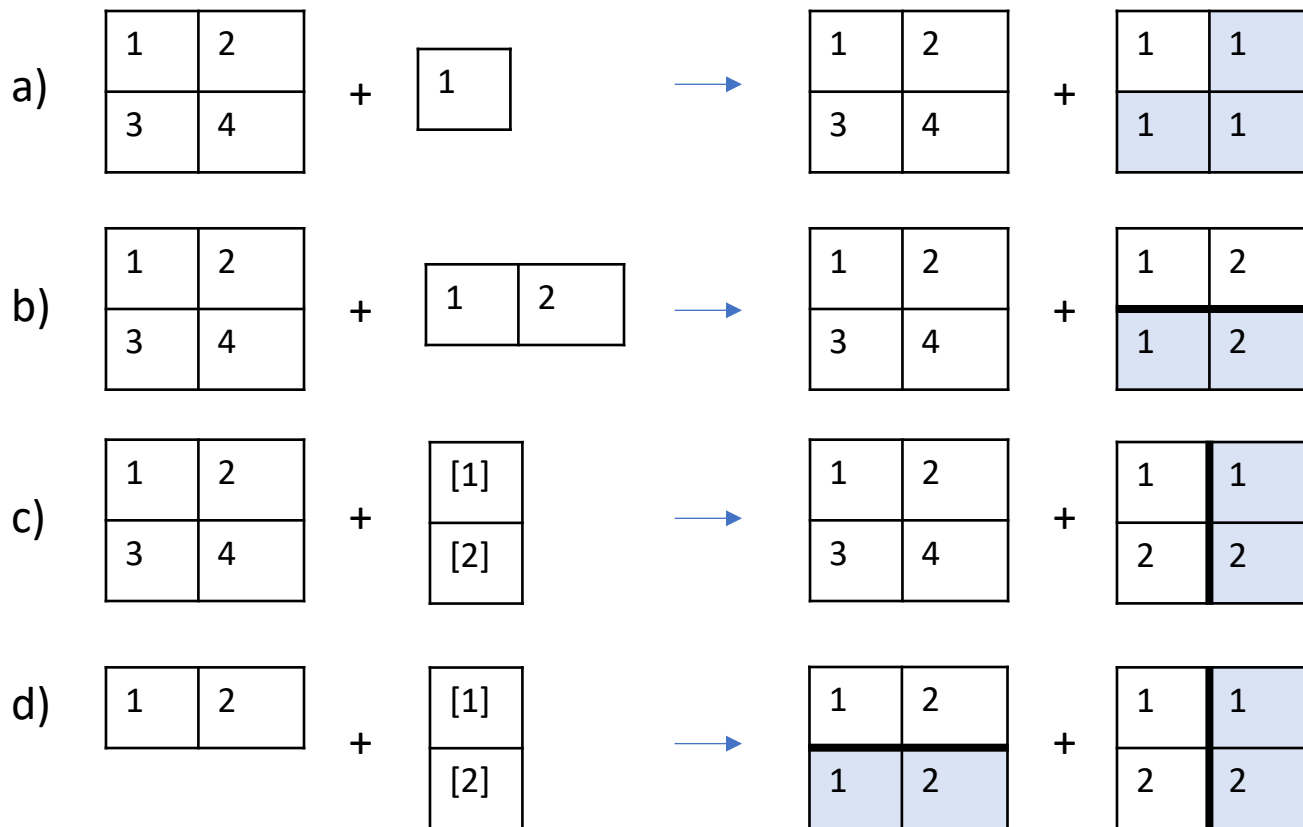 1 2 1 2 1 1
a) + 1 +
3 4 3 4 1 1
1 2 1 2 1 2
b) + 1 2 +
3 4 3 4 1 2
1 2 [1] 1 2 1 1
c) + +
3 4 [2] 3 4 2 2
d) 1 2 [1] 1 2 1 1
+ +
[2] 1 2 2 2